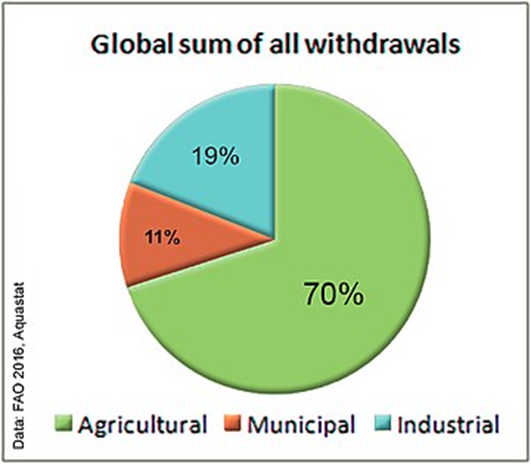 Global sum of all withdrawals
19%
11%
70%
Data: FAO 2016, Aquastat
Agricultural Municipal Industrial